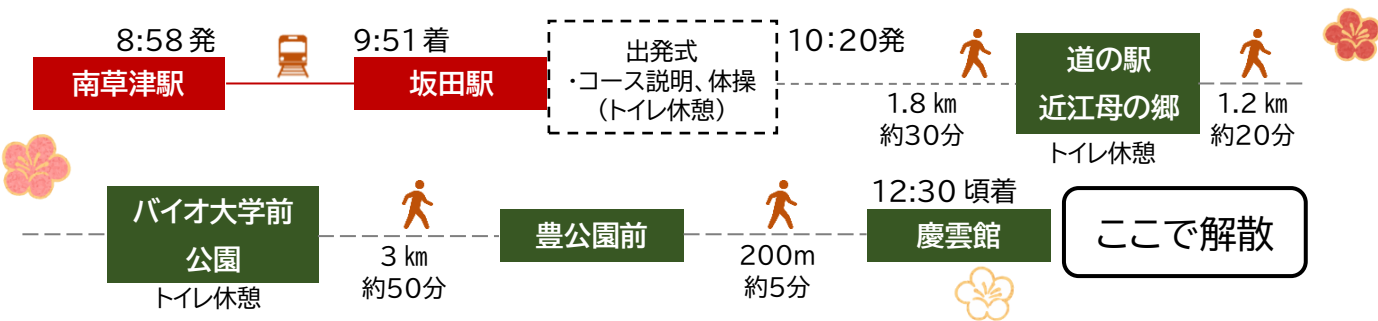 8:58発
9:51着
南草津駅
坂田駅
出発式
・コース説明、体操
（トイレ休憩）
10:20発
1.8㎞
約30分
道の駅
近江母の郷
トイレ休憩
1.2㎞
約20分
バイオ大学前
公園
トイレ休憩
3㎞
約50分
豊公園前
200m
約5分
12:30頃着
慶雲館
ここで解散